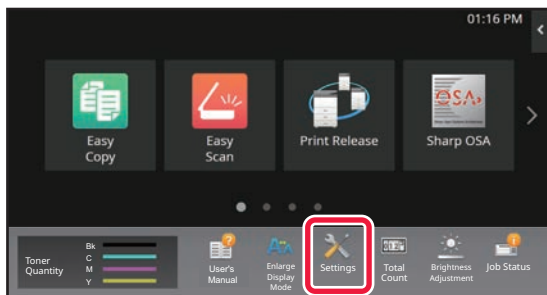 01:16 PM
Easy
Copy
Easy
Scan
Print Release
OSA
Sharp OSA
Toner
Quantity
Bk
C
M
Y
User's
Manual
Enlarge
Display
Mode
Settings
Total
Count
Brightness
Adjustment
Job Status